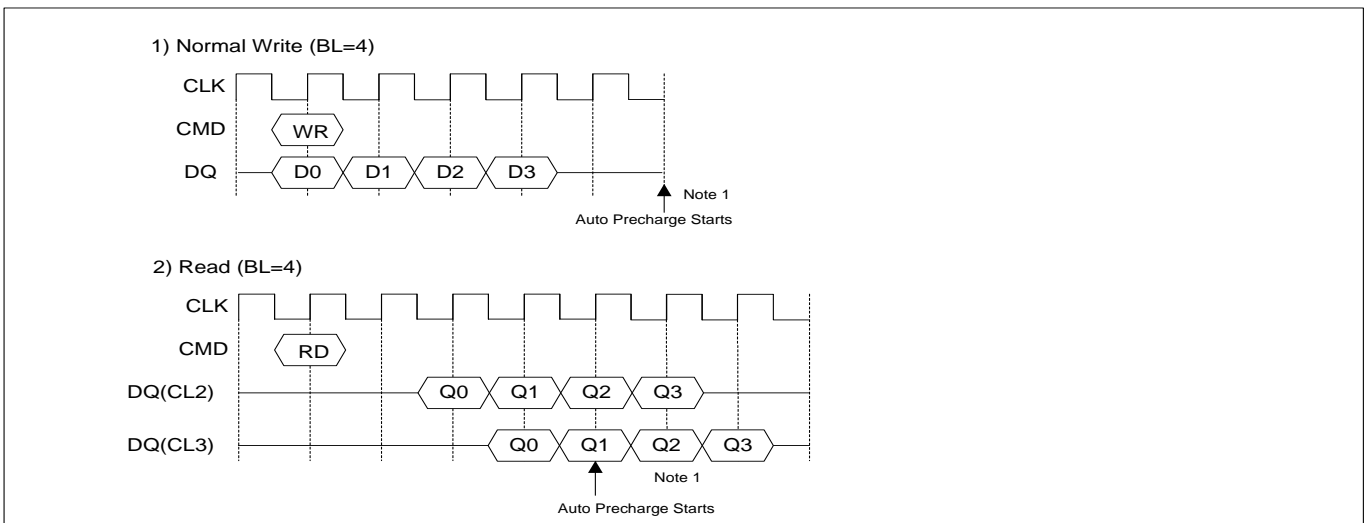 1) Normal Write (BL=4)
CLK
CMD WR
DQ D0 D1 D2 D3
Note 1
Auto Precharge Starts
2) Read (BL=4)
CLK
CMD RD
DQ(CL2) Q0 Q1 Q2 Q3
DQ(CL3) Q0 Q1 Q2 Q3
Note 1
Auto Precharge Starts